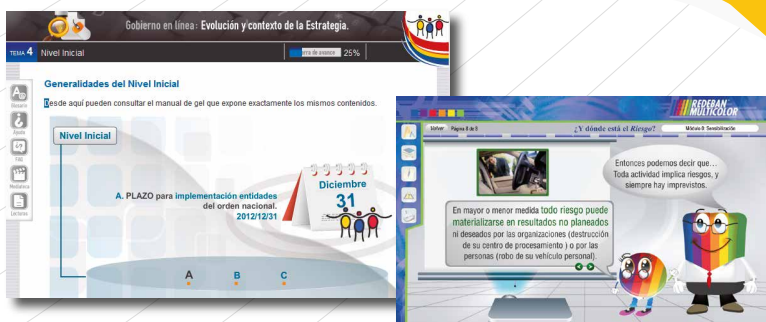 Gobierno en línea: Evolución y contexto de la Estrategia.
TEMA 4 Nivel Inicial
Barra de avance 25%
Generalidades del Nivel Inicial
Desde aquí pueden consultar el manual de gel que expone exactamente los mismos contenidos.
Glosario
Ayuda
FAQ
Mediateca
Lecturas
Nivel Inicial
A. PLAZO para implementación entidades
del orden nacional.
2012/12/31
Diciembre
31
A B C
REDEBAN
MULTICOLOR
Volver Página 8 de 8 ¿Y dónde está el Riesgo? Módulo 0: Sensibilización
Entonces podemos decir que...
Toda actividad implica riesgos, y
siempre hay imprevistos.
En mayor o menor medida todo riesgo puede
materializarse en resultados no planeados
ni deseados por las organizaciones (destrucción
de su centro de procesamiento ) o por las
personas (robo de su vehículo personal).